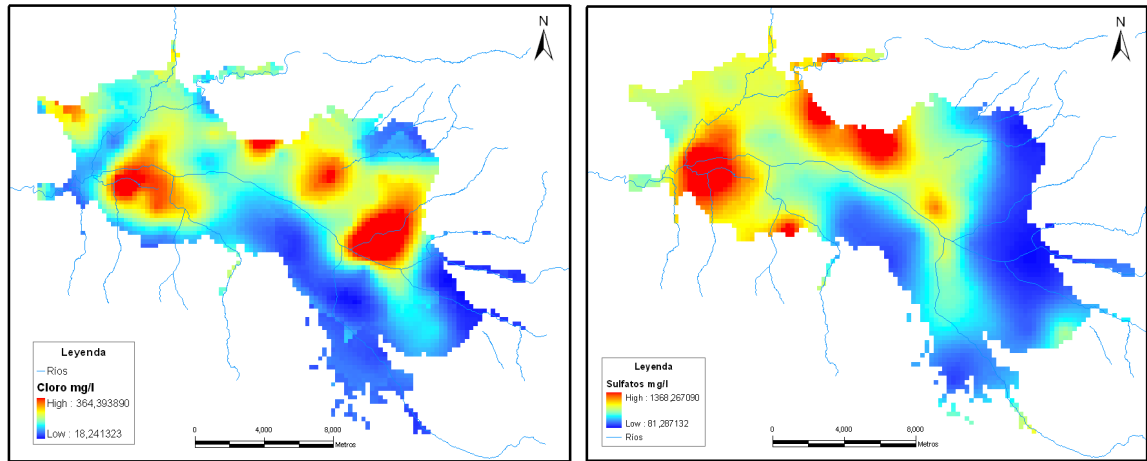 N
Leyenda
Ríos
Cloro mg/l
High : 364,393890
Low : 18,241323
0 4,000 8,000
Metros
N
Leyenda
Sulfatos mg/l
High : 1368,267090
Low : 81,287132
Ríos
0 4,000 8,000
Metros